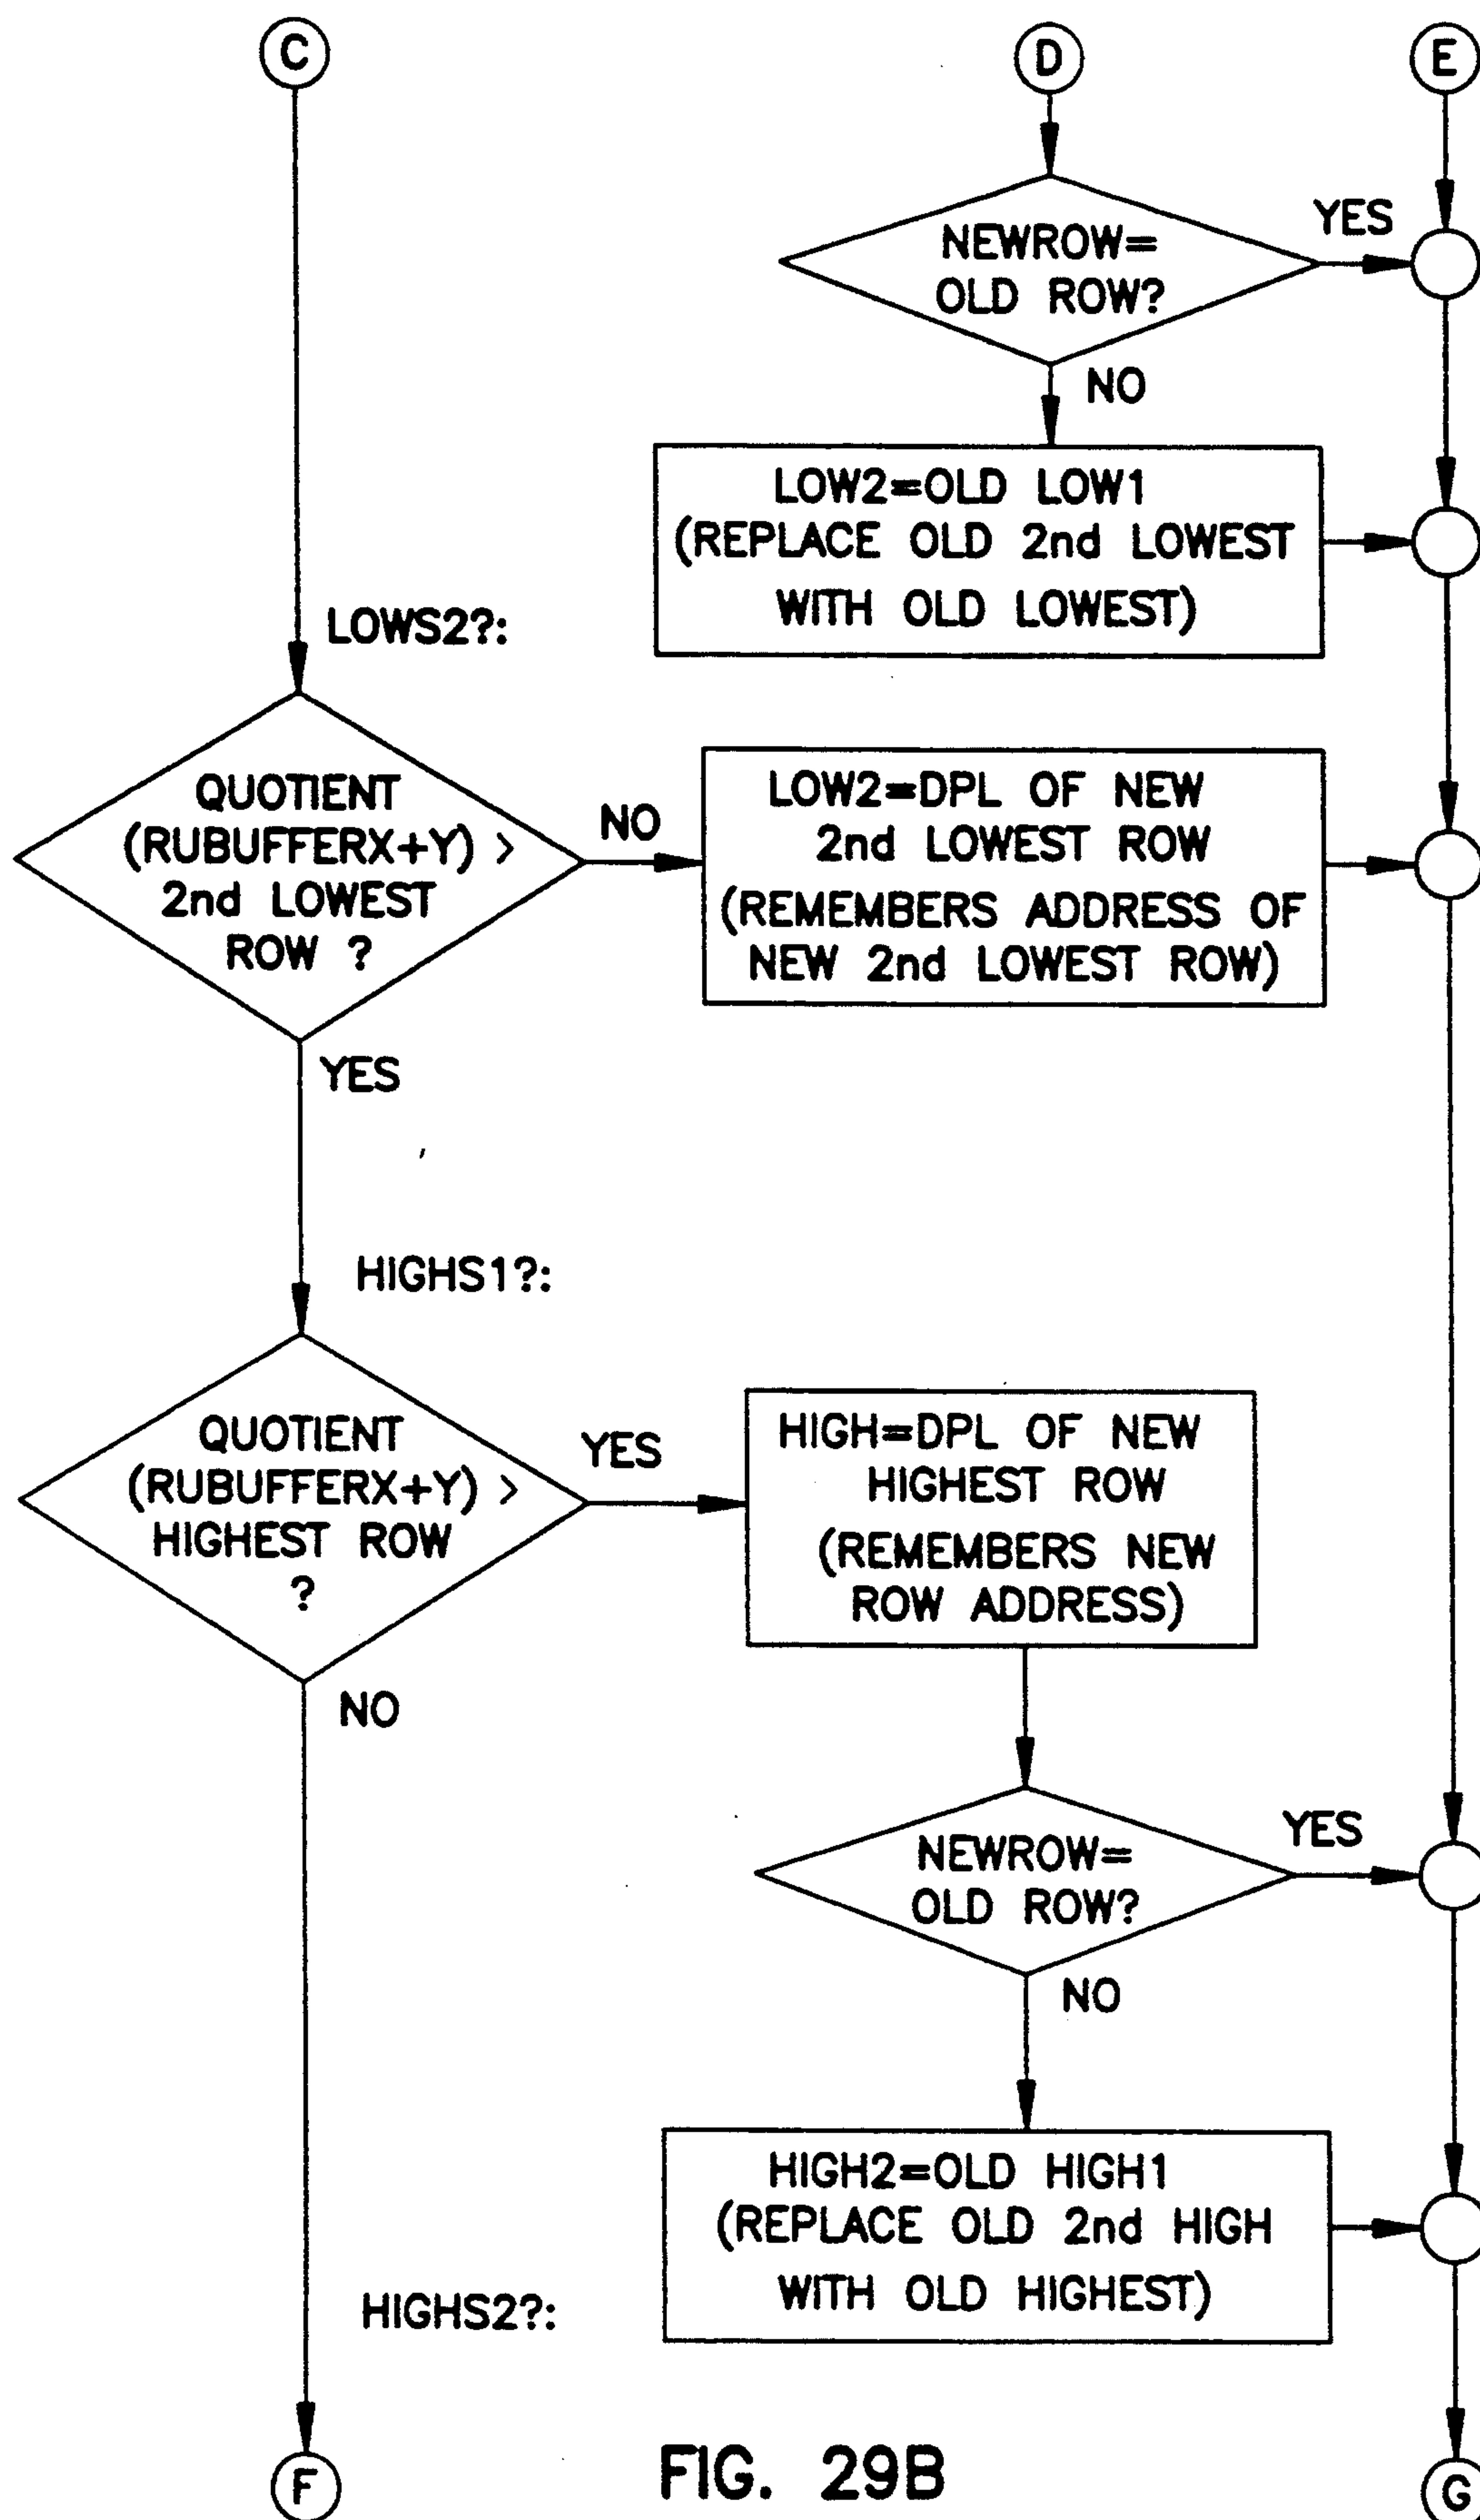 C
D
E
NEWROW=
OLD ROW?
YES
NO
LOW2=OLD LOW1
(REPLACE OLD 2nd LOWEST
WITH OLD LOWEST)
LOWS2?:
QUOTIENT
(RUBUFFERX+Y) >
2nd LOWEST
ROW ?
NO
LOW2=DPL OF NEW
2nd LOWEST ROW
(REMEMBERS ADDRESS OF
NEW 2nd LOWEST ROW)
YES
HIGHS1?:
QUOTIENT
(RUBUFFERX+Y) >
HIGHEST ROW
?
YES
HIGH=DPL OF NEW
HIGHEST ROW
(REMEMBERS NEW
ROW ADDRESS)
NO
NEWROW=
OLD ROW?
YES
NO
HIGH2=OLD HIGH1
(REPLACE OLD 2nd HIGH
WITH OLD HIGHEST)
HIGHS2?:
F
G
FIG. 29B